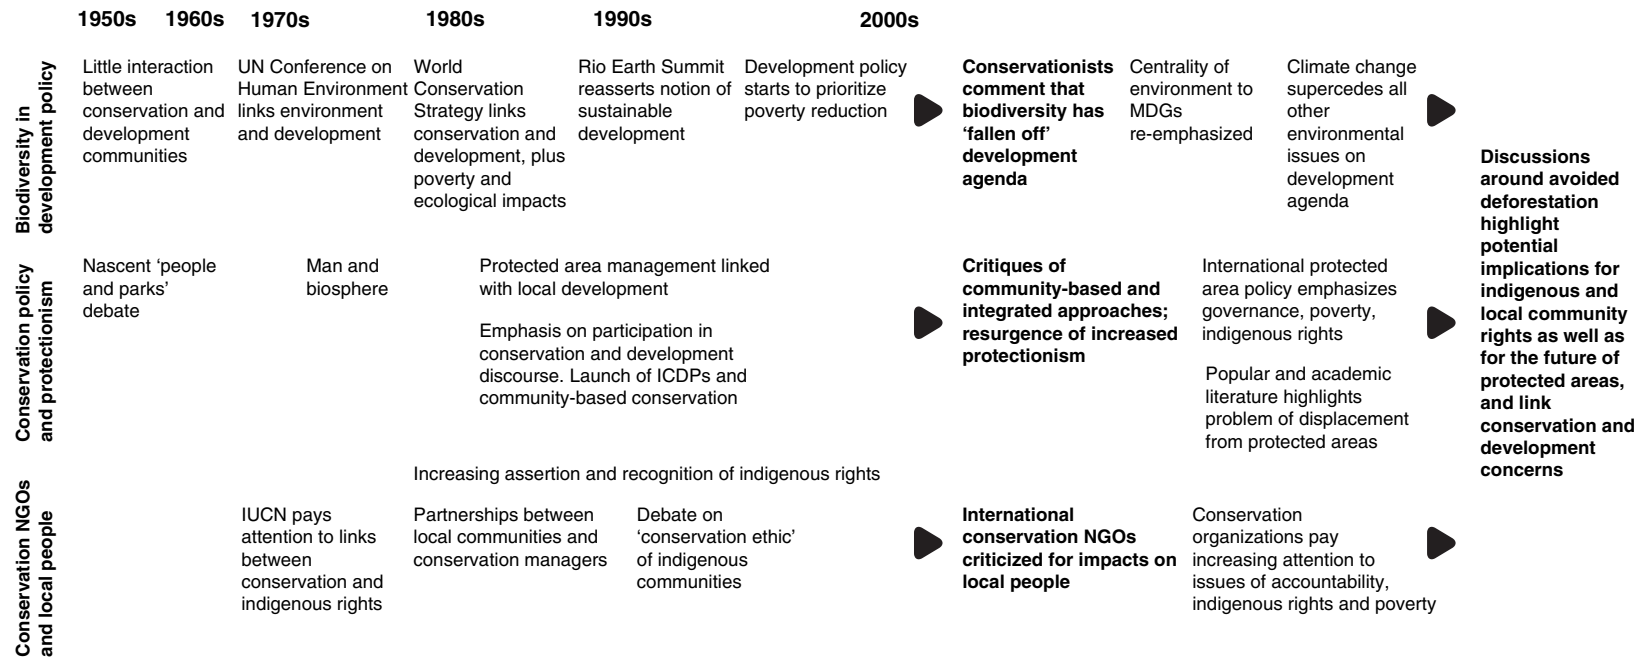 1950s 1960s 1970s 1980s 1990s 2000s
Biodiversity in
development policy
Little interaction
between
conservation and
development
communities
UN Conference on
Human Environment
links environment
and development
World
Conservation
Strategy links
conservation and
development, plus
poverty and
ecological impacts
Rio Earth Summit
reasserts notion of
sustainable
development
Development policy
starts to prioritize
poverty reduction
Conservationists
comment that
biodiversity has
‘fallen off’
development
agenda
Centrality of
environment to
MDGs
re-emphasized
Climate change
supercedes all
other
environmental
issues on
development
agenda
Conservation policy
and protectionism
Nascent ‘people
and parks’
debate
Man and
biosphere
Protected area management linked
with local development
Emphasis on participation in
conservation and development
discourse. Launch of ICDPs and
community-based conservation
Critiques of
community-based and
integrated approaches;
resurgence of increased
protectionism
International protected
area policy emphasizes
governance, poverty,
indigenous rights
Popular and academic
literature highlights
problem of displacement
from protected areas
Conservation NGOs
and local people
Increasing assertion and recognition of indigenous rights
IUCN pays
attention to links
between
conservation and
indigenous rights
Partnerships between
local communities and
conservation managers
Debate on
‘conservation ethic’
of indigenous
communities
International
conservation NGOs
criticized for impacts on
local people
Conservation
organizations pay
increasing attention to
issues of accountability,
indigenous rights and poverty
Discussions
around avoided
deforestation
highlight
potential
implications for
indigenous and
local community
rights as well as
for the future of
protected areas,
and link
conservation and
development
concerns